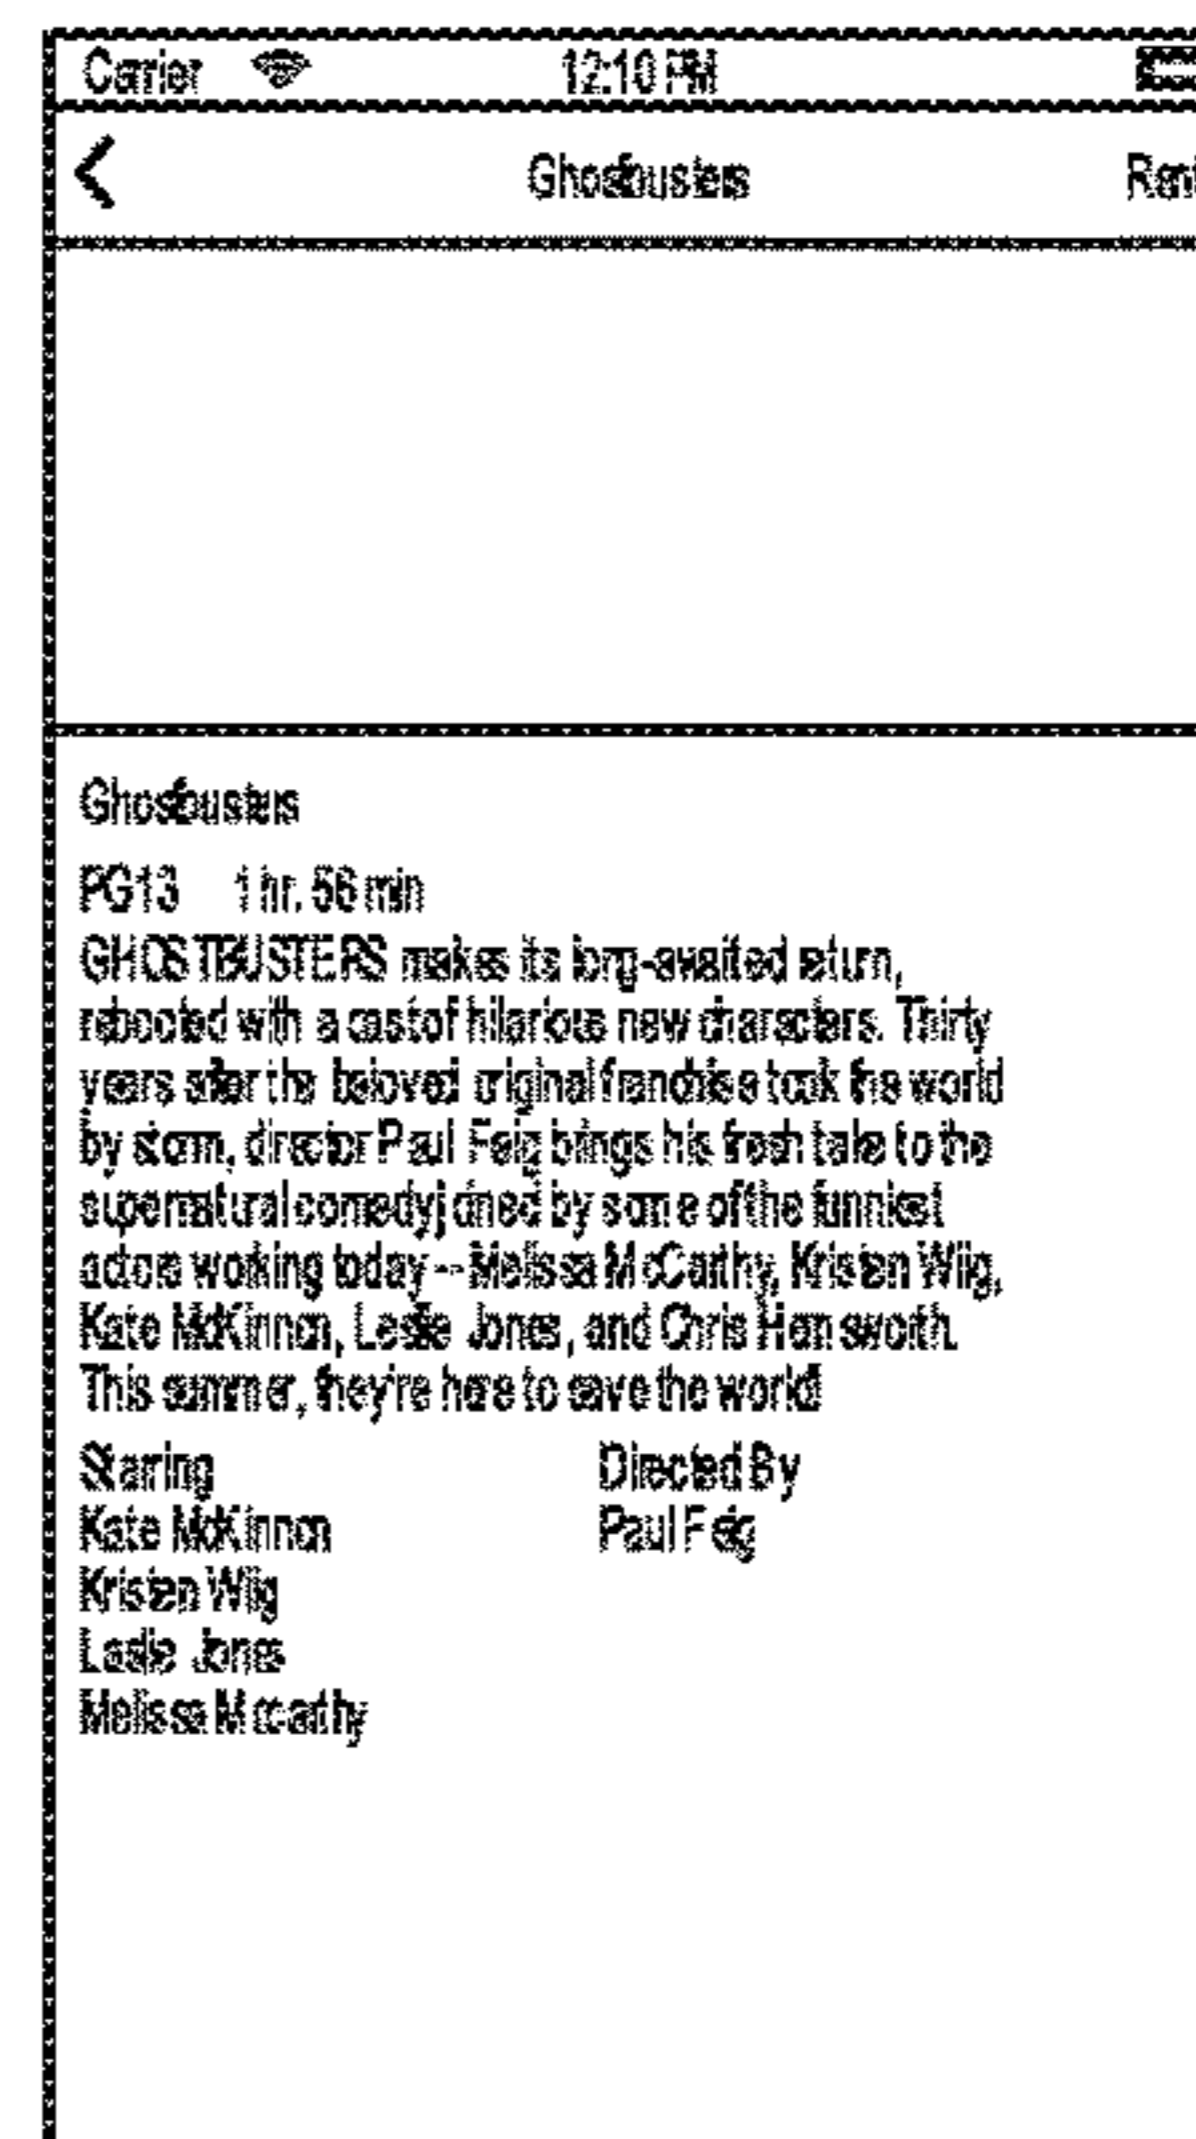 Carrier 12:10 PM
Ghostbusters Rent
Ghostbusters
PG13 1 hr. 56 min
GHOSTBUSTERS makes its long-awaited return,
rebooted with a cast of hilarious new characters. Thirty
years after the beloved original franchise took the world
by storm, director Paul Feig brings his fresh take to the
supernatural comedy, joined by some of the funniest
actors working today -- Melissa McCarthy, Kristen Wiig,
Kate McKinnon, Leslie Jones, and Chris Hemsworth.
This summer, they're here to save the world!
Starring Directed By
Kate McKinnon Paul Feig
Kristen Wiig
Leslie Jones
Melissa Mccarthy